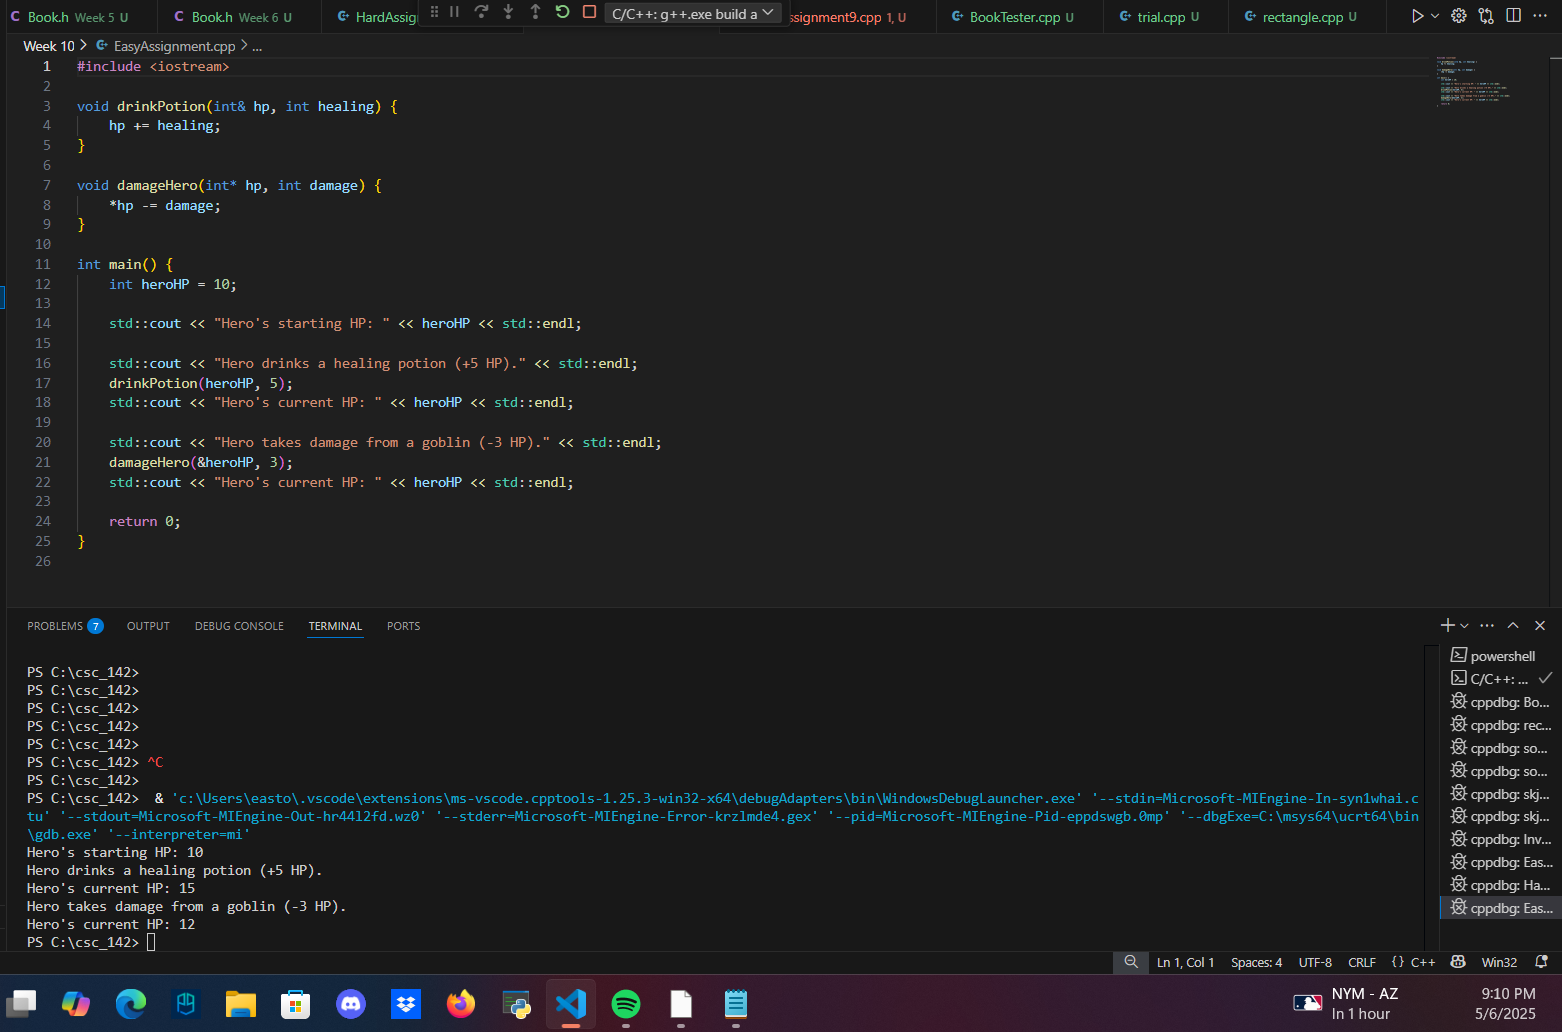 Book.h Week 5 U
Book.h Week 6 U
HardAssig
C/C++: g++.exe build a
ssignment9.cpp 1, U
BookTester.cpp U
trial.cpp U
rectangle.cpp U
Week 10 > EasyAssignment.cpp > ...
1 #include <iostream>
2
3 void drinkPotion(int& hp, int healing) {
4     hp += healing;
5 }
6
7 void damageHero(int* hp, int damage) {
8     *hp -= damage;
9 }
10
11 int main() {
12     int heroHP = 10;
13
14     std::cout << "Hero's starting HP: " << heroHP << std::endl;
15
16     std::cout << "Hero drinks a healing potion (+5 HP)." << std::endl;
17     drinkPotion(heroHP, 5);
18     std::cout << "Hero's current HP: " << heroHP << std::endl;
19
20     std::cout << "Hero takes damage from a goblin (-3 HP)." << std::endl;
21     damageHero(&heroHP, 3);
22     std::cout << "Hero's current HP: " << heroHP << std::endl;
23
24     return 0;
25 }
26
PROBLEMS 7 OUTPUT DEBUG CONSOLE TERMINAL PORTS
PS C:\csc_142>
PS C:\csc_142>
PS C:\csc_142>
PS C:\csc_142>
PS C:\csc_142>
PS C:\csc_142> ^C
PS C:\csc_142>
PS C:\csc_142>  & 'c:\Users\easto\.vscode\extensions\ms-vscode.cpptools-1.25.3-win32-x64\debugAdapters\bin\WindowsDebugLauncher.exe' '--stdin=Microsoft-MIEngine-In-syn1whai.c
tu' '--stdout=Microsoft-MIEngine-Out-hr44l2fd.wz0' '--stderr=Microsoft-MIEngine-Error-krzlmde4.gex' '--pid=Microsoft-MIEngine-Pid-eppdswgb.0mp' '--dbgExe=C:\msys64\ucrt64\bin
\gdb.exe' '--interpreter=mi'
Hero's starting HP: 10
Hero drinks a healing potion (+5 HP).
Hero's current HP: 15
Hero takes damage from a goblin (-3 HP).
Hero's current HP: 12
PS C:\csc_142>
powershell
C/C++: ...
cppdbg: Bo...
cppdbg: rec...
cppdbg: so...
cppdbg: so...
cppdbg: skj...
cppdbg: skj...
cppdbg: Inv...
cppdbg: Eas...
cppdbg: Ha...
cppdbg: Eas...
Ln 1, Col 1 Spaces: 4 UTF-8 CRLF {} C++ Win32
NYM - AZ
In 1 hour
9:10 PM
5/6/2025